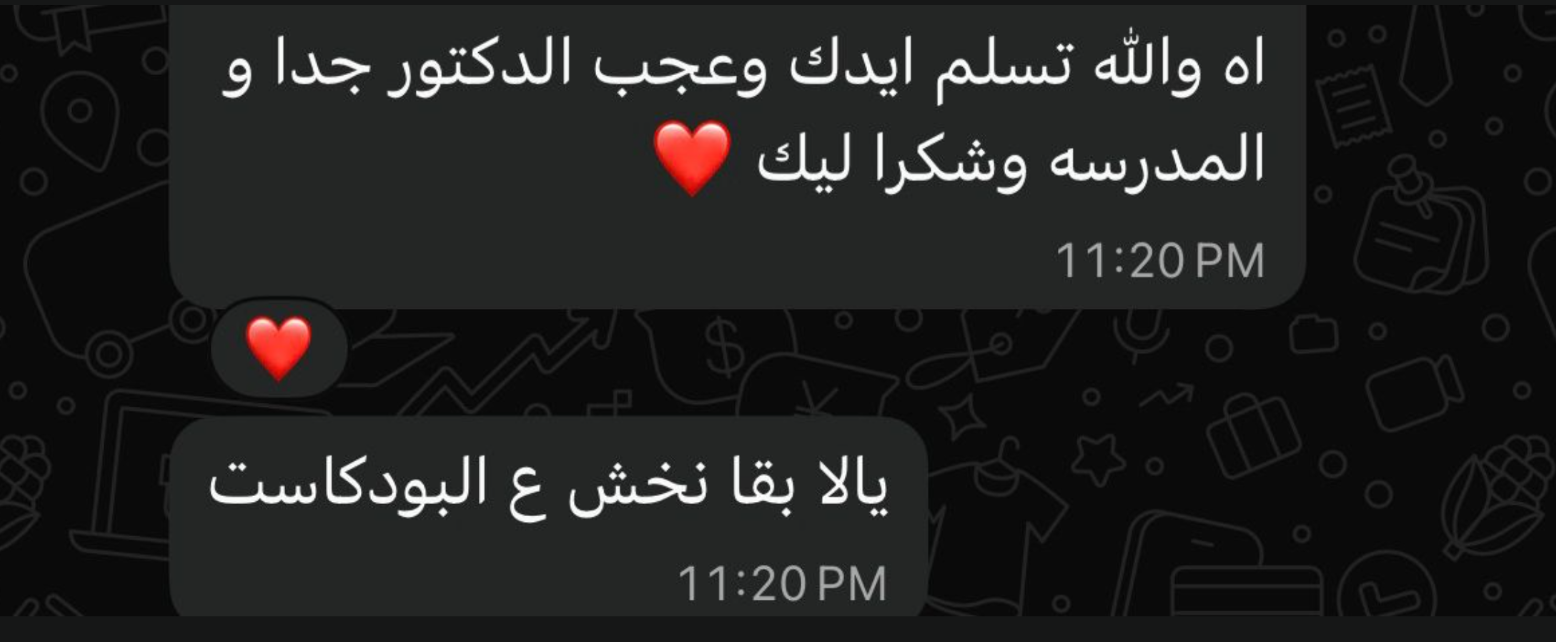 اه والله تسلم ايدك وعجب الدكتور جدا و
المدرسه وشكرا ليك ❤️
11:20 PM
❤️
يالا بقا نخش ع البودكاست
11:20 PM